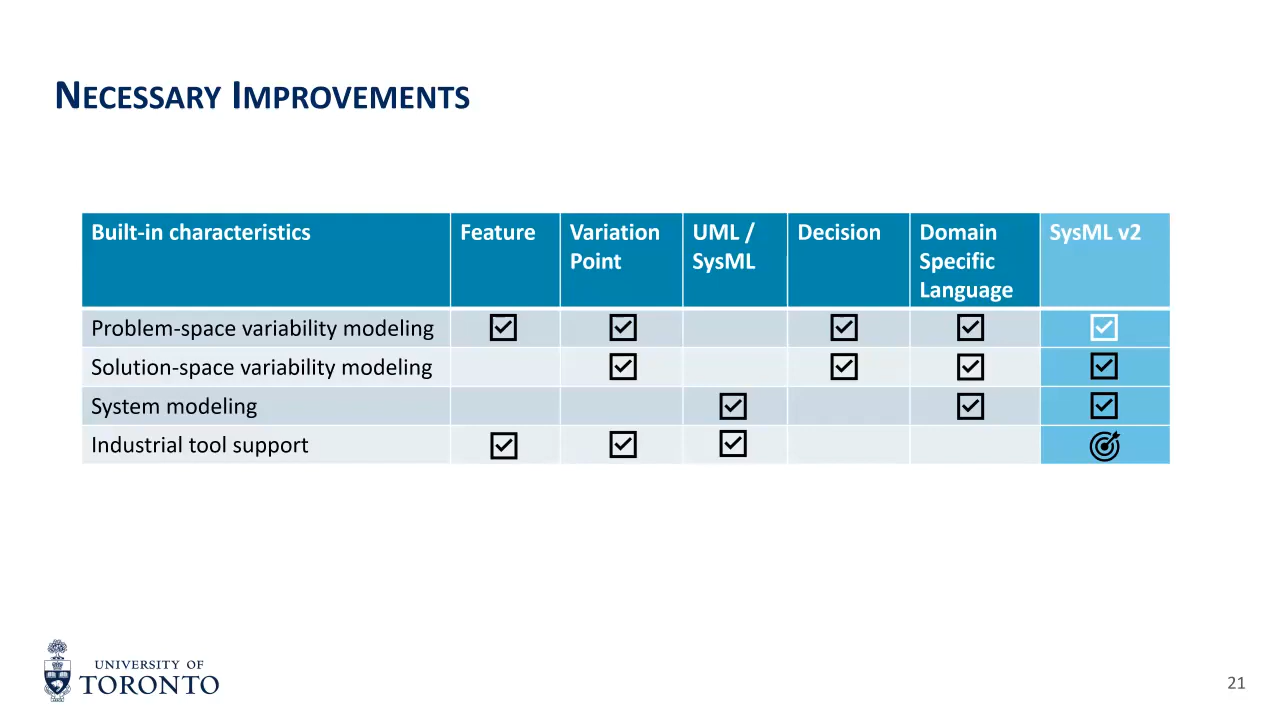 NECESSARY IMPROVEMENTS
Built-in characteristics
Feature
Variation
Point
UML /
SysML
Decision
Domain
Specific
Language
SysML v2
Problem-space variability modeling
Solution-space variability modeling
System modeling
Industrial tool support
UNIVERSITY OF
TORONTO
21